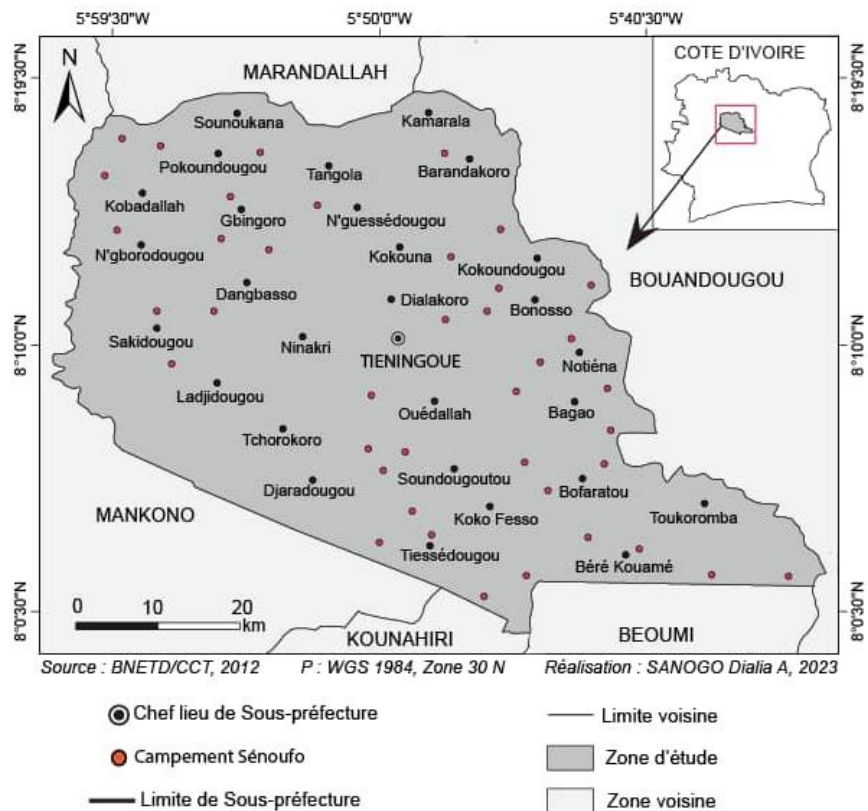 5°59'30"W 5°50'00"W 5°40'30"W
N
MARANDALLAH
COTE D'IVOIRE
8°19'30"N
8°19'30"N
Sounoukana
Kamarala
Pokoundougou
Tangola
Barandakoro
Kobadallah
Gbingoro
N'guessédougou
N'gborodougou
Kokouna
Kokoundougou
BOUANDOUGOU
Dangbasso
Dialakoro
Bonosso
Sakidougou
Ninakri
TIENINGOUE
Notiéna
8°10'0"N
8°10'0"N
Ladjidougou
Ouédallah
Bagao
Tchorokoro
Djaradougou
Soundougoutou
Bofaratou
MANKONO
Koko Fesso
Toukoromba
Tiessédougou
Béré Kouamé
8°0'30"N
8°0'30"N
0 10 20
km
KOUNAHIRI
BEOUMI
Source : BNETD/CCT, 2012 P : WGS 1984, Zone 30 N Réalisation : SANOGO Dialia A, 2023
Chef lieu de Sous-préfecture
Limite voisine
Campement Sénoufo
Zone d'étude
Limite de Sous-préfecture
Zone voisine